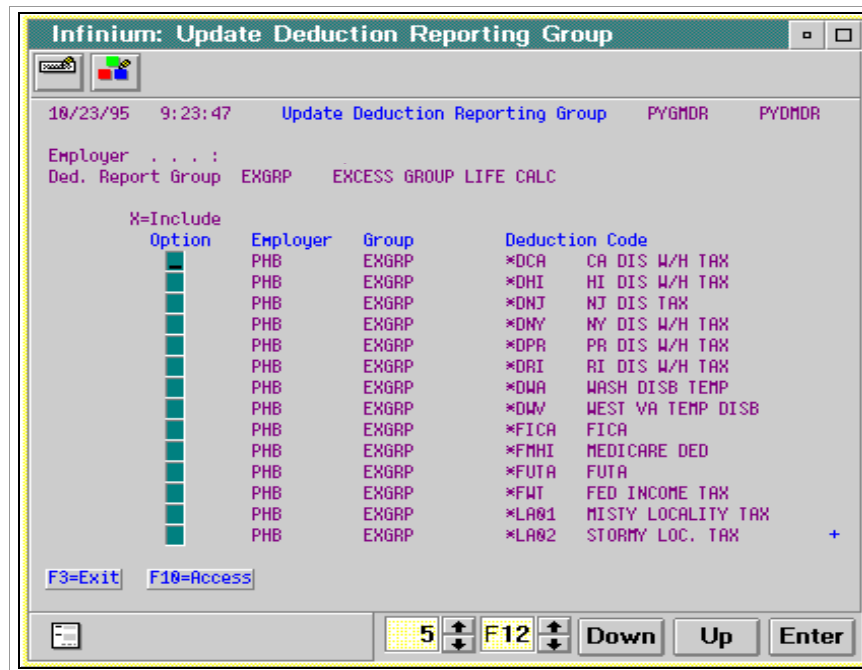 Infinium: Update Deduction Reporting Group
10/23/95 9:23:47 Update Deduction Reporting Group PYGMDR PYDMDR
Employer . . . :
Ded. Report Group EXGRP EXCESS GROUP LIFE CALC
X=Include
Option Employer Group Deduction Code
PHB EXGRP *DCA CA DIS W/H TAX
PHB EXGRP *DHI HI DIS W/H TAX
PHB EXGRP *DNJ NJ DIS TAX
PHB EXGRP *DNY NY DIS W/H TAX
PHB EXGRP *DPR PR DIS W/H TAX
PHB EXGRP *DRI RI DIS W/H TAX
PHB EXGRP *DWA WASH DISB TEMP
PHB EXGRP *DWV WEST VA TEMP DISB
PHB EXGRP *FICA FICA
PHB EXGRP *FMHI MEDICARE DED
PHB EXGRP *FUTA FUTA
PHB EXGRP *FWT FED INCOME TAX
PHB EXGRP *LA01 MISTY LOCALITY TAX
PHB EXGRP *LA02 STORMY LOC. TAX +
F3=Exit F10=Access
5 F12 Down Up Enter